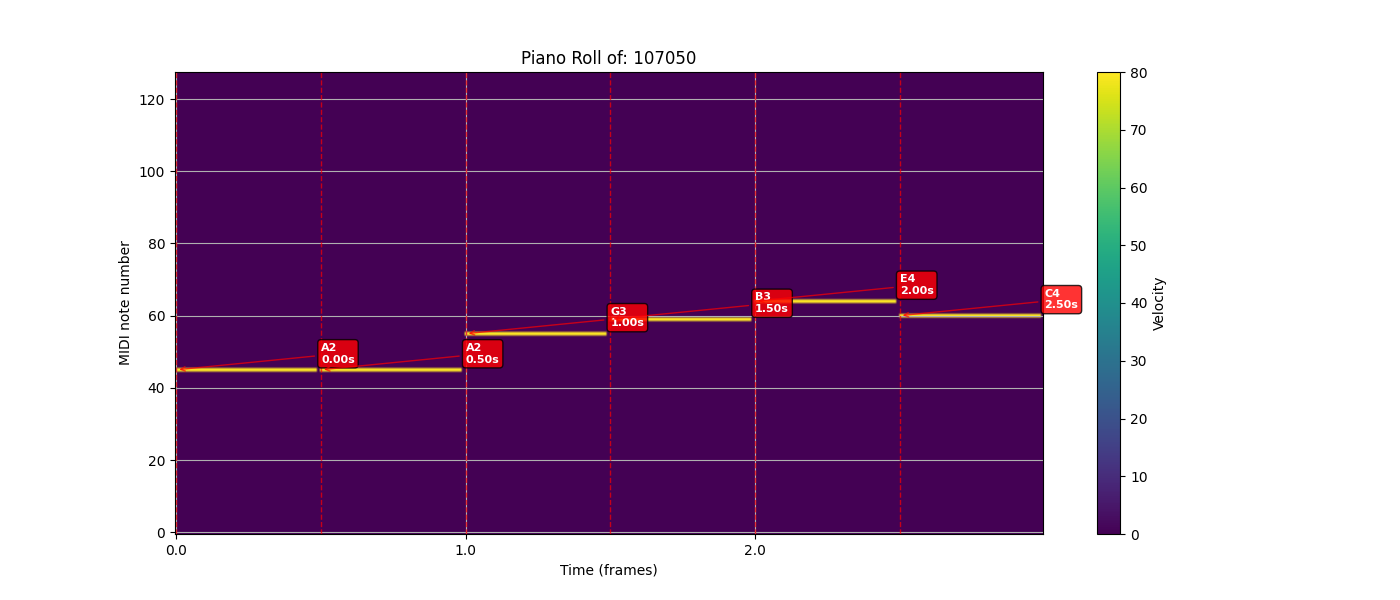 Piano Roll of: 107050
MIDI note number
120
100
80
60
40
20
0
A2
0.00s
A2
0.50s
G3
1.00s
B3
1.50s
E4
2.00s
C4
2.50s
0.0
1.0
2.0
Time (frames)
80
70
60
50
40
30
20
10
0
Velocity